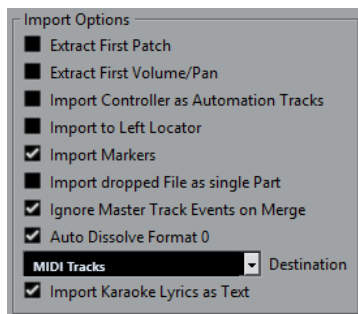 Import Options
Extract First Patch
Extract First Volume/Pan
Import Controller as Automation Tracks
Import to Left Locator
Import Markers
Import dropped File as single Part
Ignore Master Track Events on Merge
Auto Dissolve Format 0
MIDI Tracks Destination
Import Karaoke Lyrics as Text